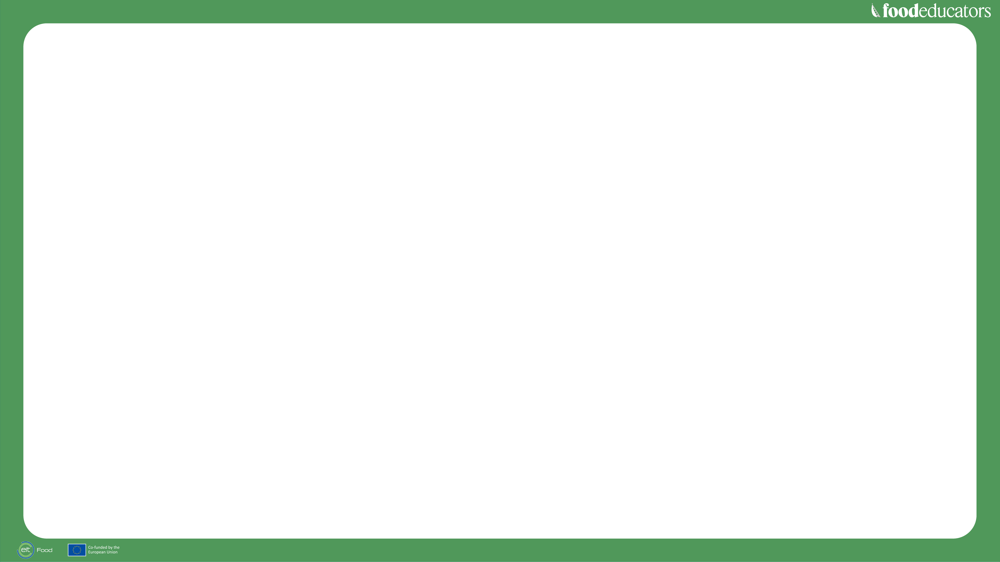 foodeducators
eit Food
Co-funded by the
European Union